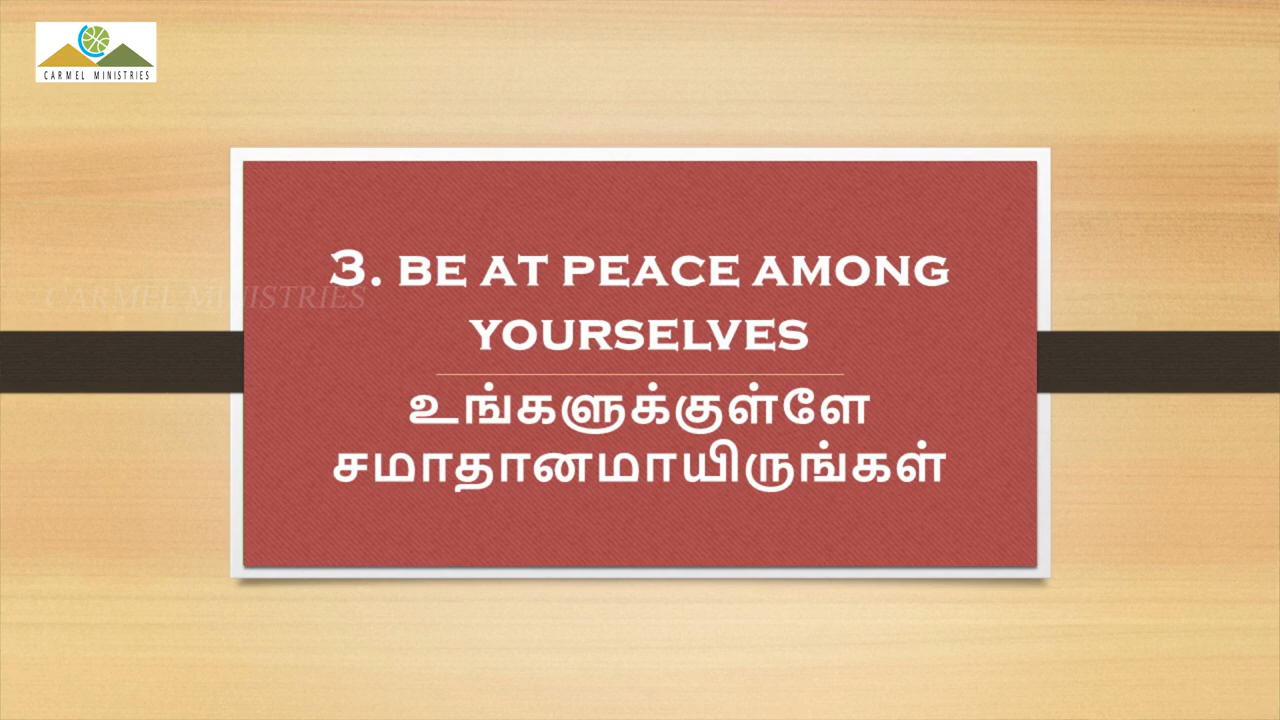 CARMEL MINISTRIES
3. BE AT PEACE AMONG
CARMEL MINISTRIES
YOURSELVES
உங்களுக்குள்ளே
சமாதானமாயிருங்கள்